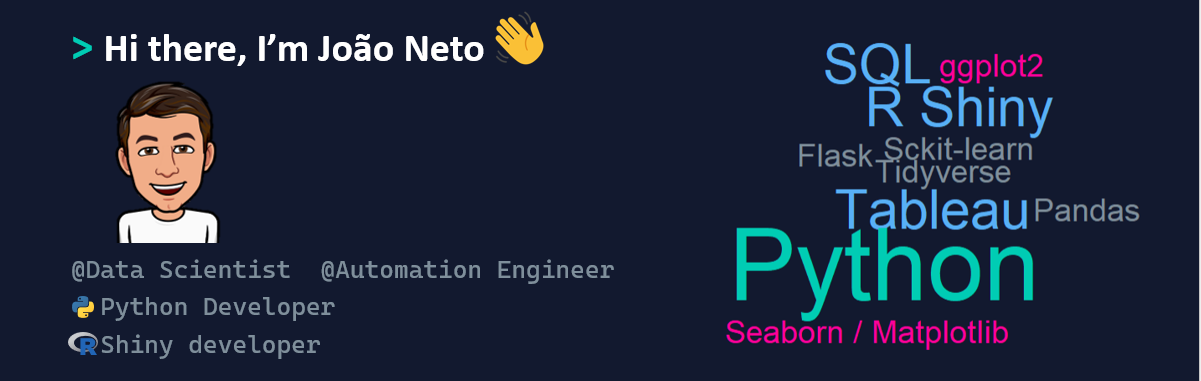 > Hi there, I’m João Neto
@Data Scientist @Automation Engineer
Python Developer
R Shiny developer
SQL
ggplot2
R Shiny
Sckit-learn
Flask
Tidyverse
Tableau
Pandas
Python
Seaborn / Matplotlib